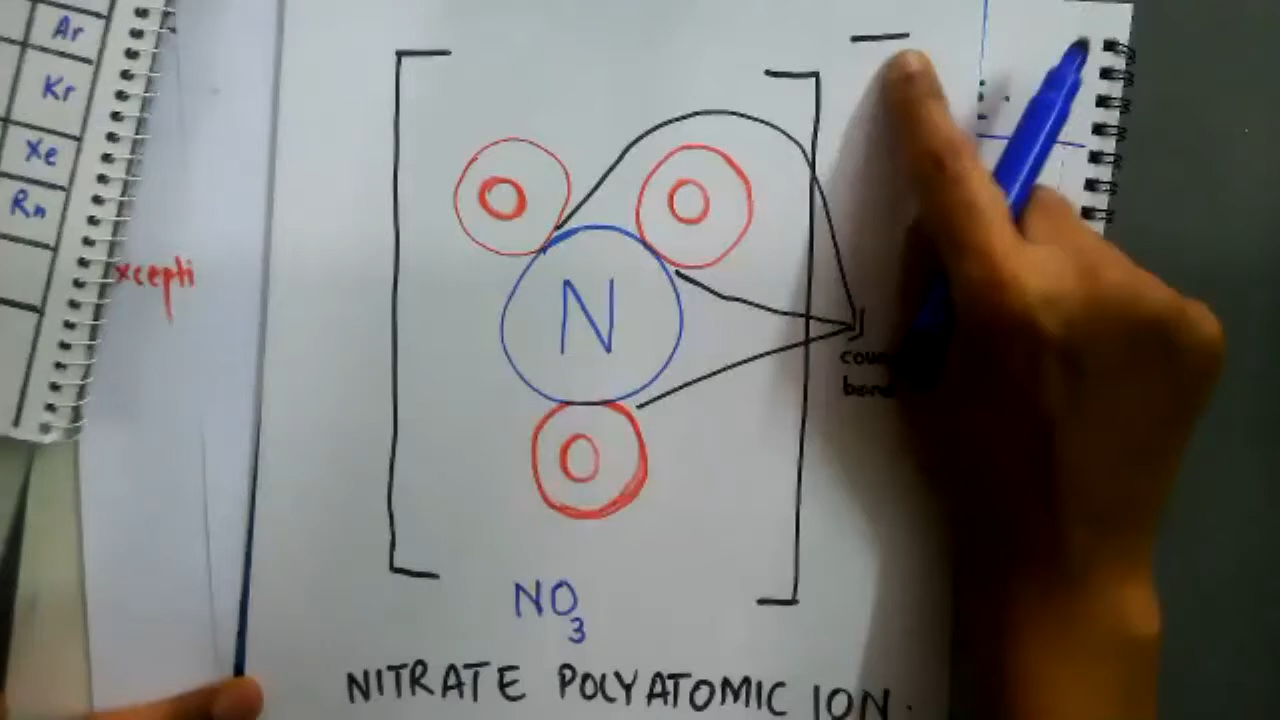 Ar
Kr
Xe
Rn
xcepti
O O
N
O
NO3
NITRATE POLYATOMIC ION.